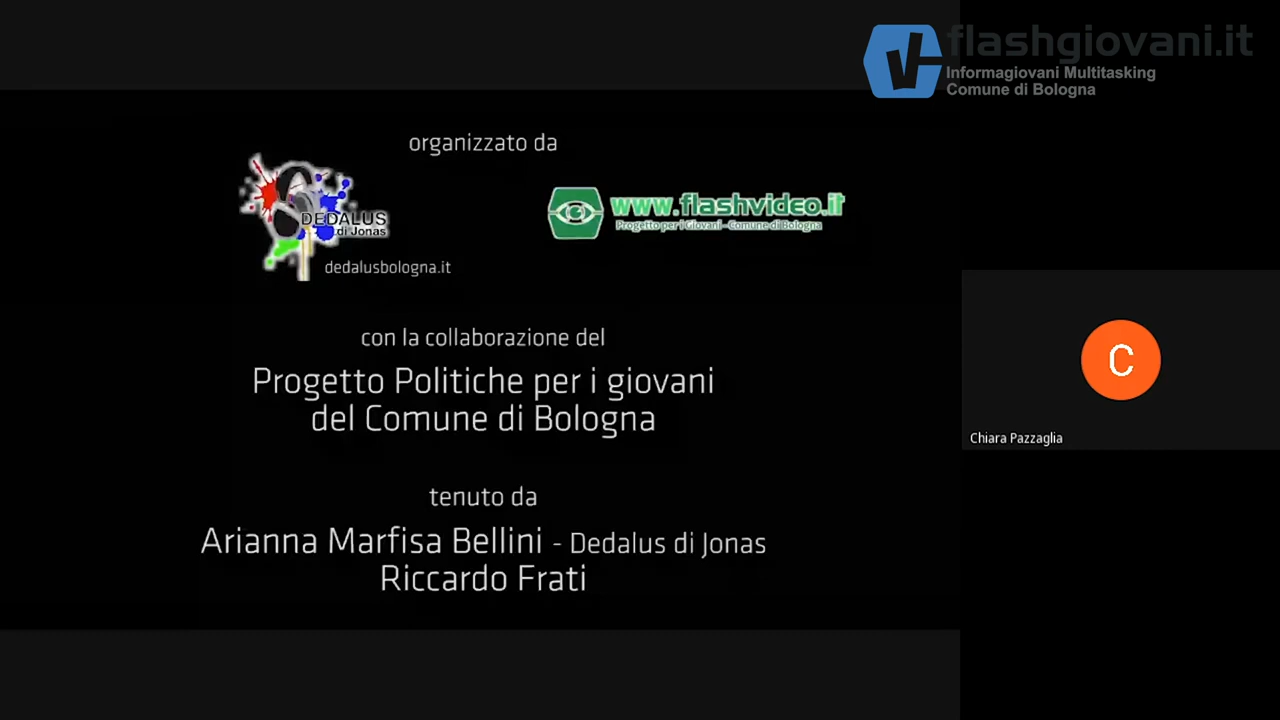 flashgiovani.it
Informagiovani Multitasking
Comune di Bologna
organizzato da
DEDALUS
di Jonas
dedalusbologna.it
www.flashvideo.it
Progetto per i Giovani - Comune di Bologna
con la collaborazione del
Progetto Politiche per i giovani
del Comune di Bologna
tenuto da
Arianna Marfisa Bellini - Dedalus di Jonas
Riccardo Frati
C
Chiara Pazzaglia